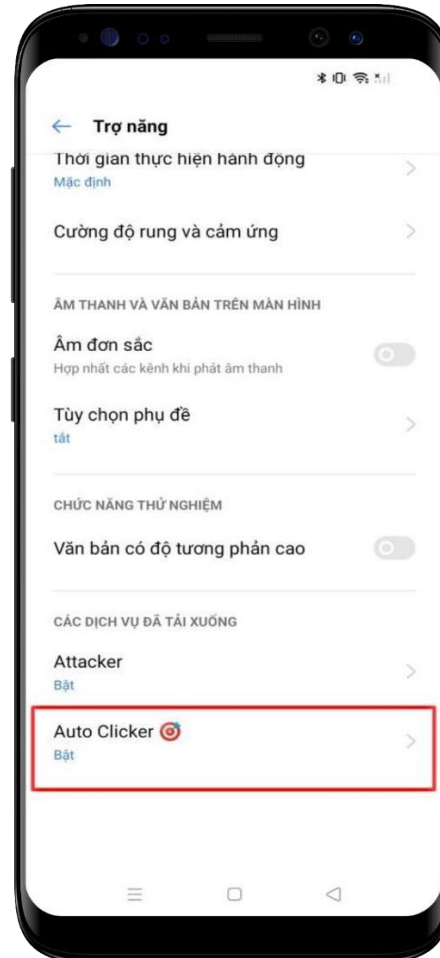 Trợ năng
Thời gian thực hiện hành động
Mặc định
Cường độ rung và cảm ứng
ÂM THANH VÀ VĂN BẢN TRÊN MÀN HÌNH
Âm đơn sắc
Hợp nhất các kênh khi phát âm thanh
Tùy chọn phụ đề
tắt
CHỨC NĂNG THỬ NGHIỆM
Văn bản có độ tương phản cao
CÁC DỊCH VỤ ĐÃ TẢI XUỐNG
Attacker
Bật
Auto Clicker 🎯
Bật